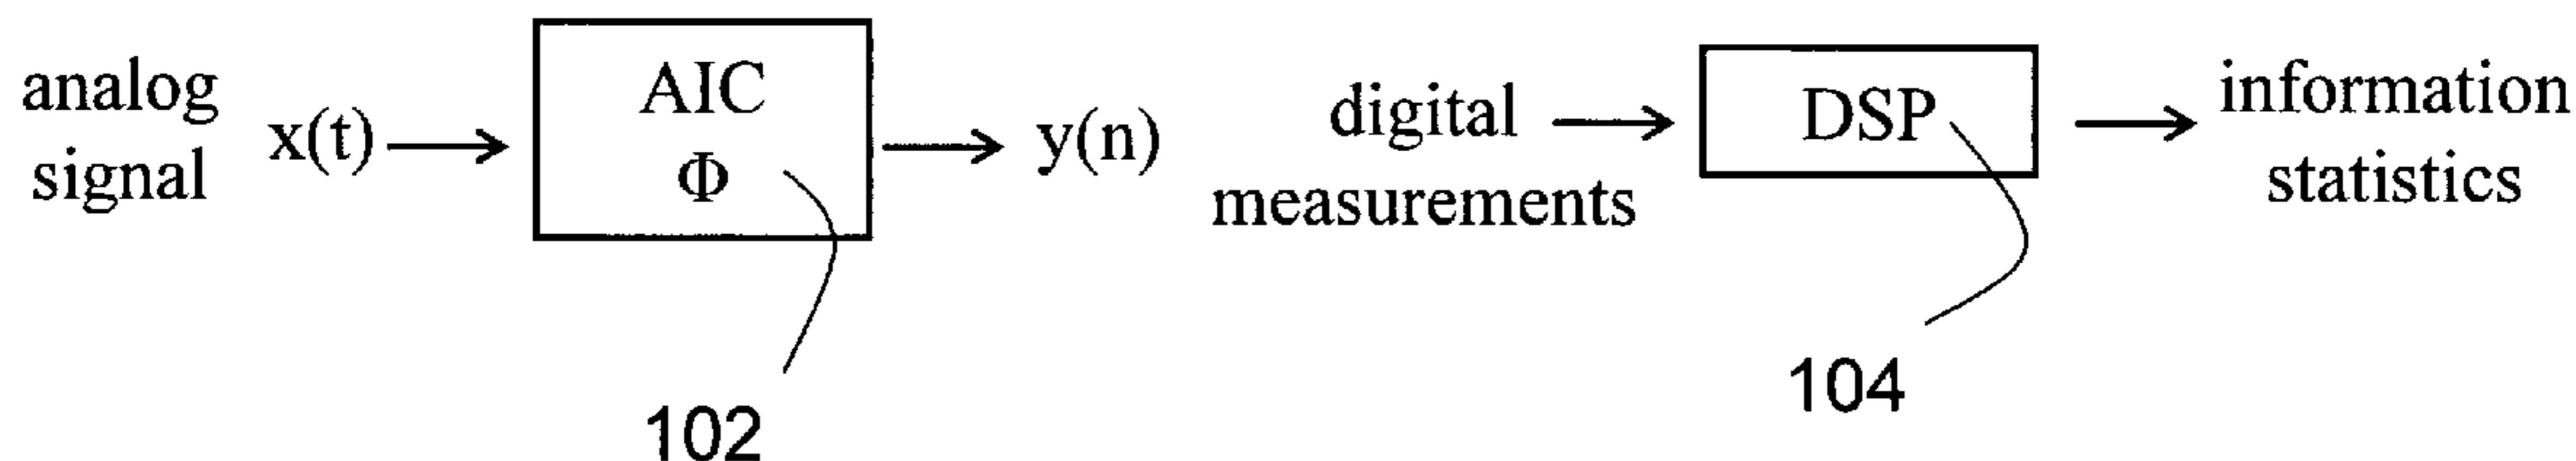 analog
signal
x(t)
AIC
Φ
y(n)
digital
measurements
DSP
information
statistics
102
104